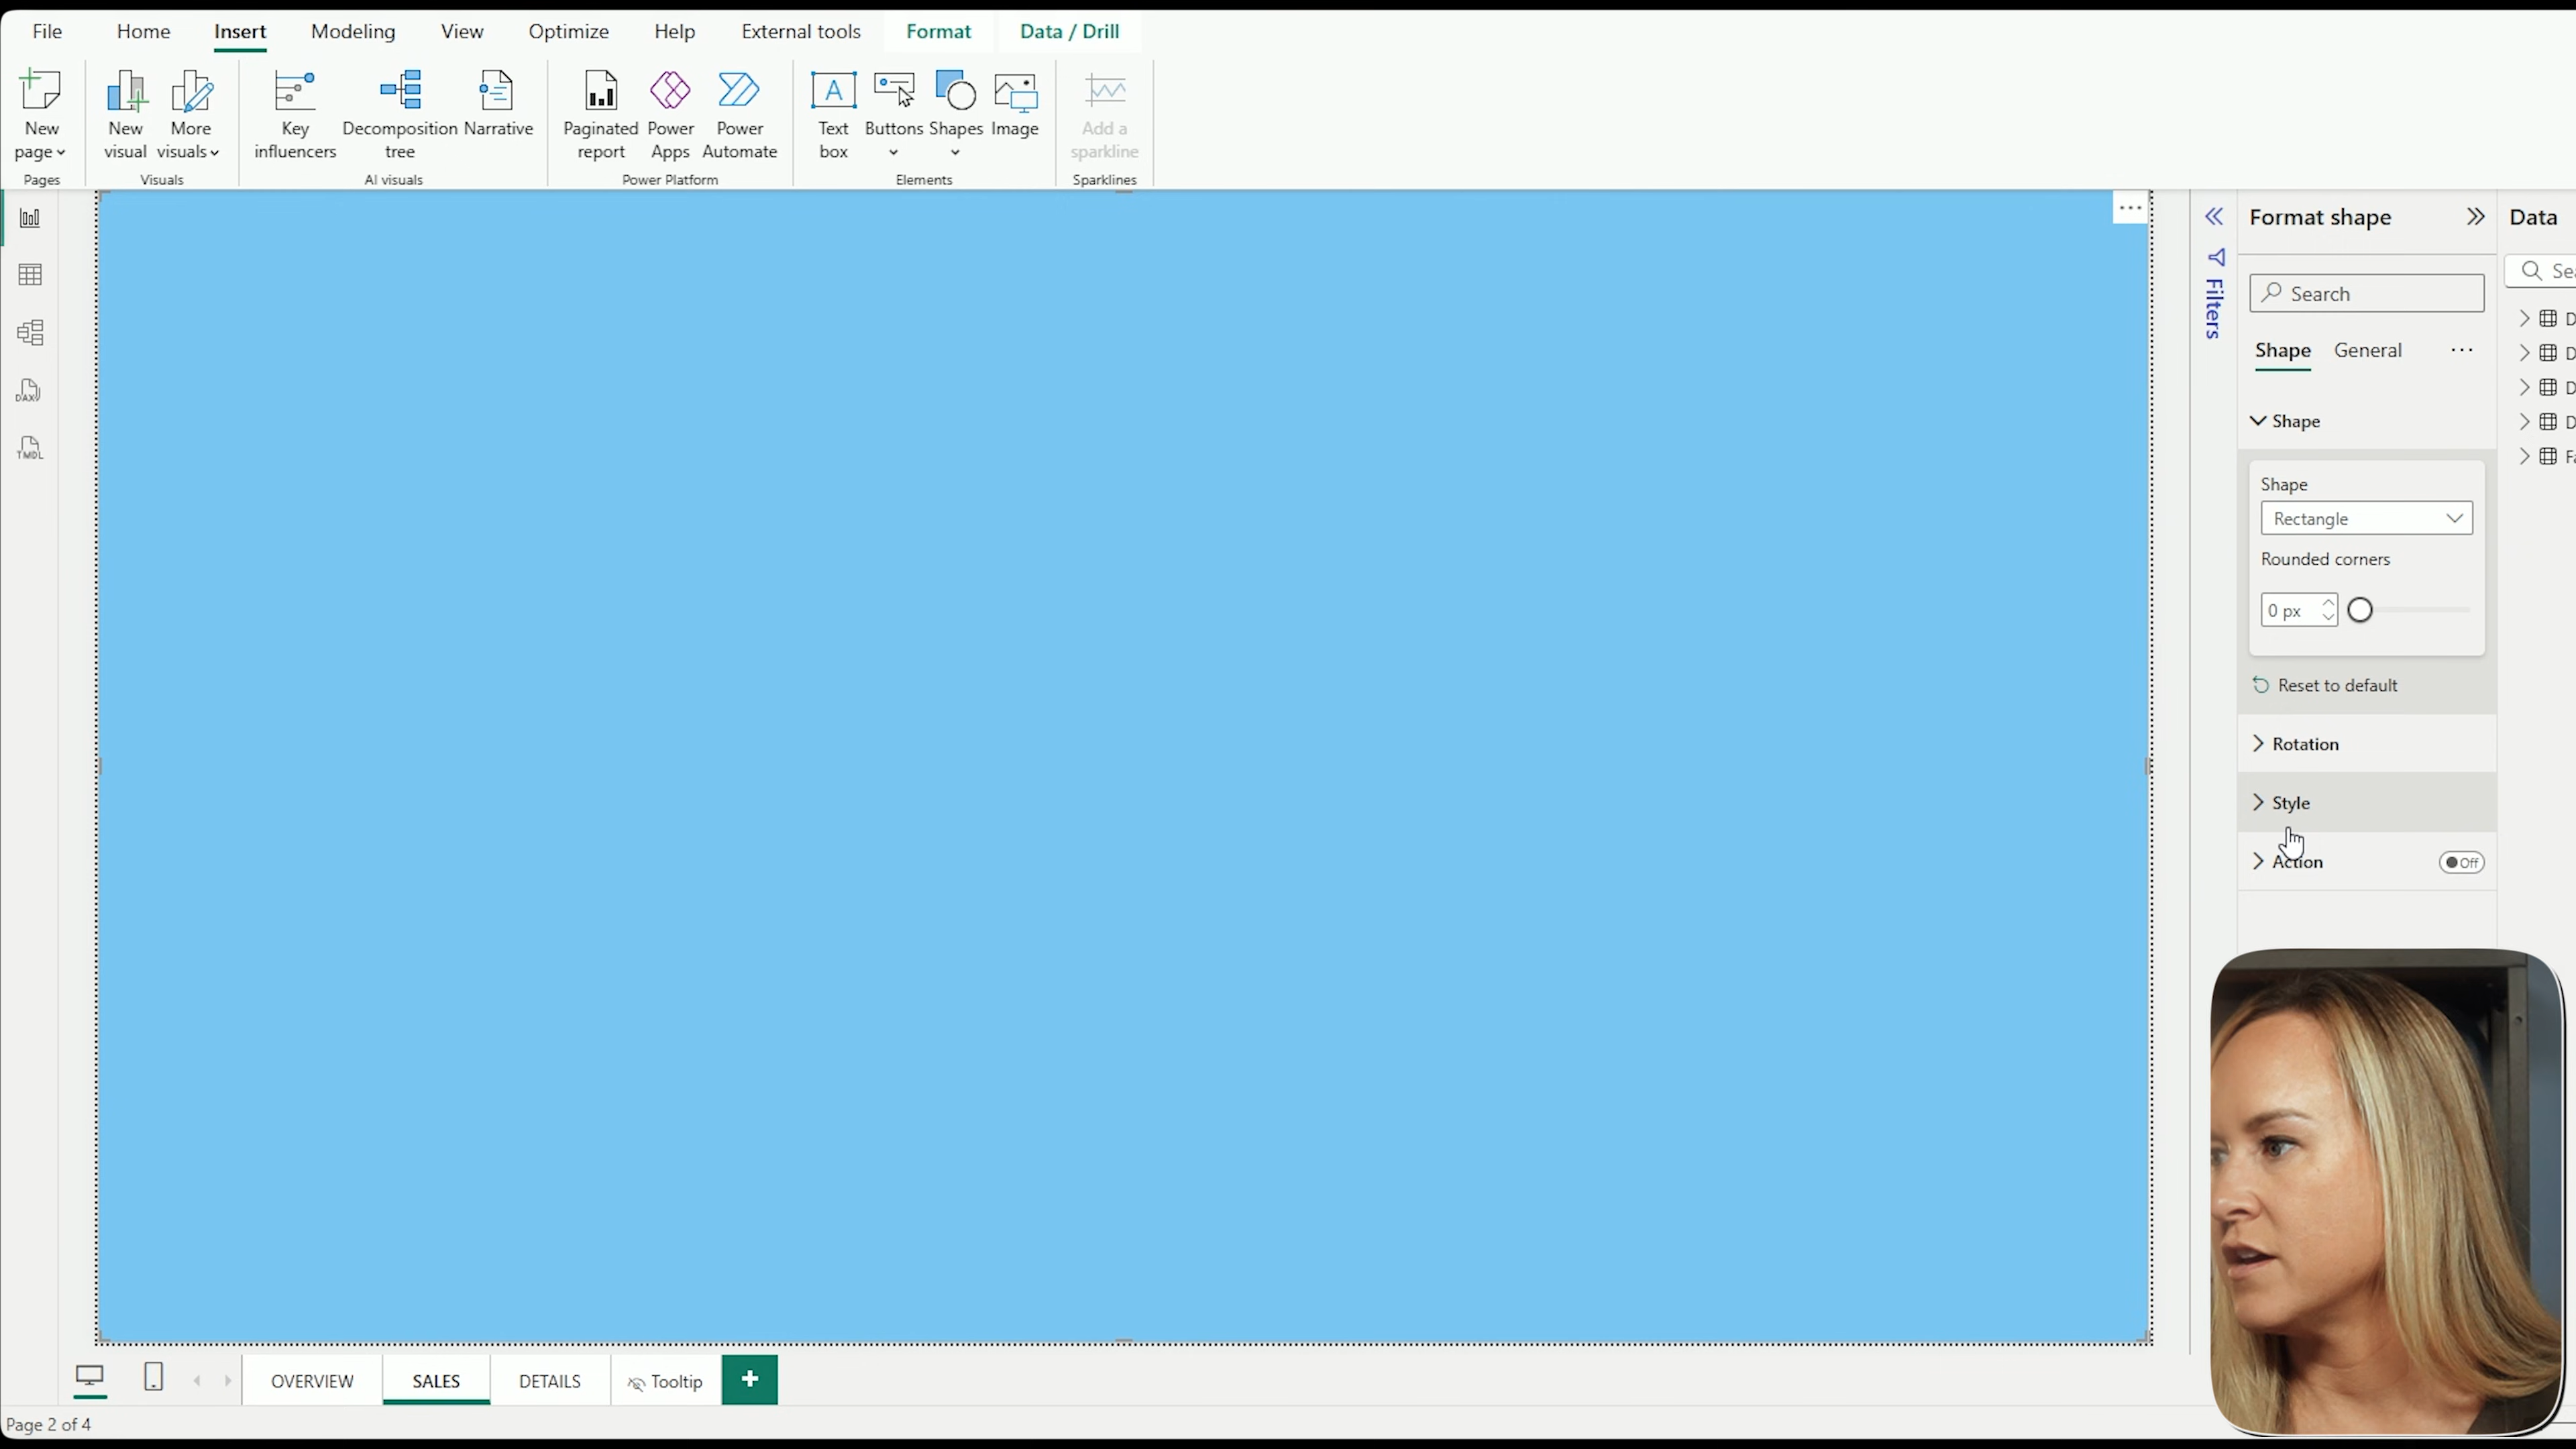 File Home Insert Modeling View Optimize Help External tools Format Data / Drill
New page
New visual
More visuals
Key influencers
Decomposition tree
Narrative
Paginated report
Power Apps
Power Automate
Text box
Buttons
Shapes
Image
Add a sparkline
Pages Visuals AI visuals Power Platform Elements Sparklines
DAX
TMDL
Filters
Format shape
Search
Shape General
Shape
Shape
Rectangle
Rounded corners
0 px
Reset to default
Rotation
Style
Action Off
Data
OVERVIEW SALES DETAILS Tooltip
Page 2 of 4